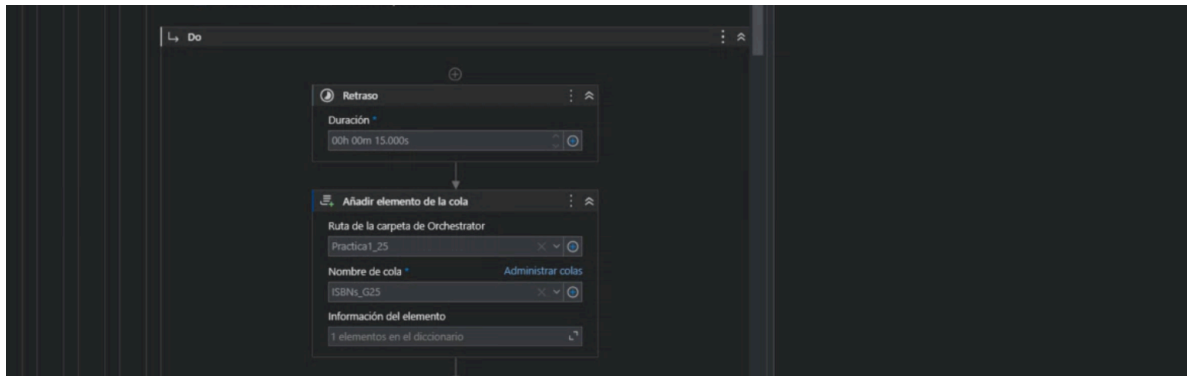 Do
Retraso
Duración *
00h 00m 15.000s
Añadir elemento de la cola
Ruta de la carpeta de Orchestrator
Practica1_25
Nombre de cola * Administrar colas
ISBNs_G25
Información del elemento
1 elementos en el diccionario